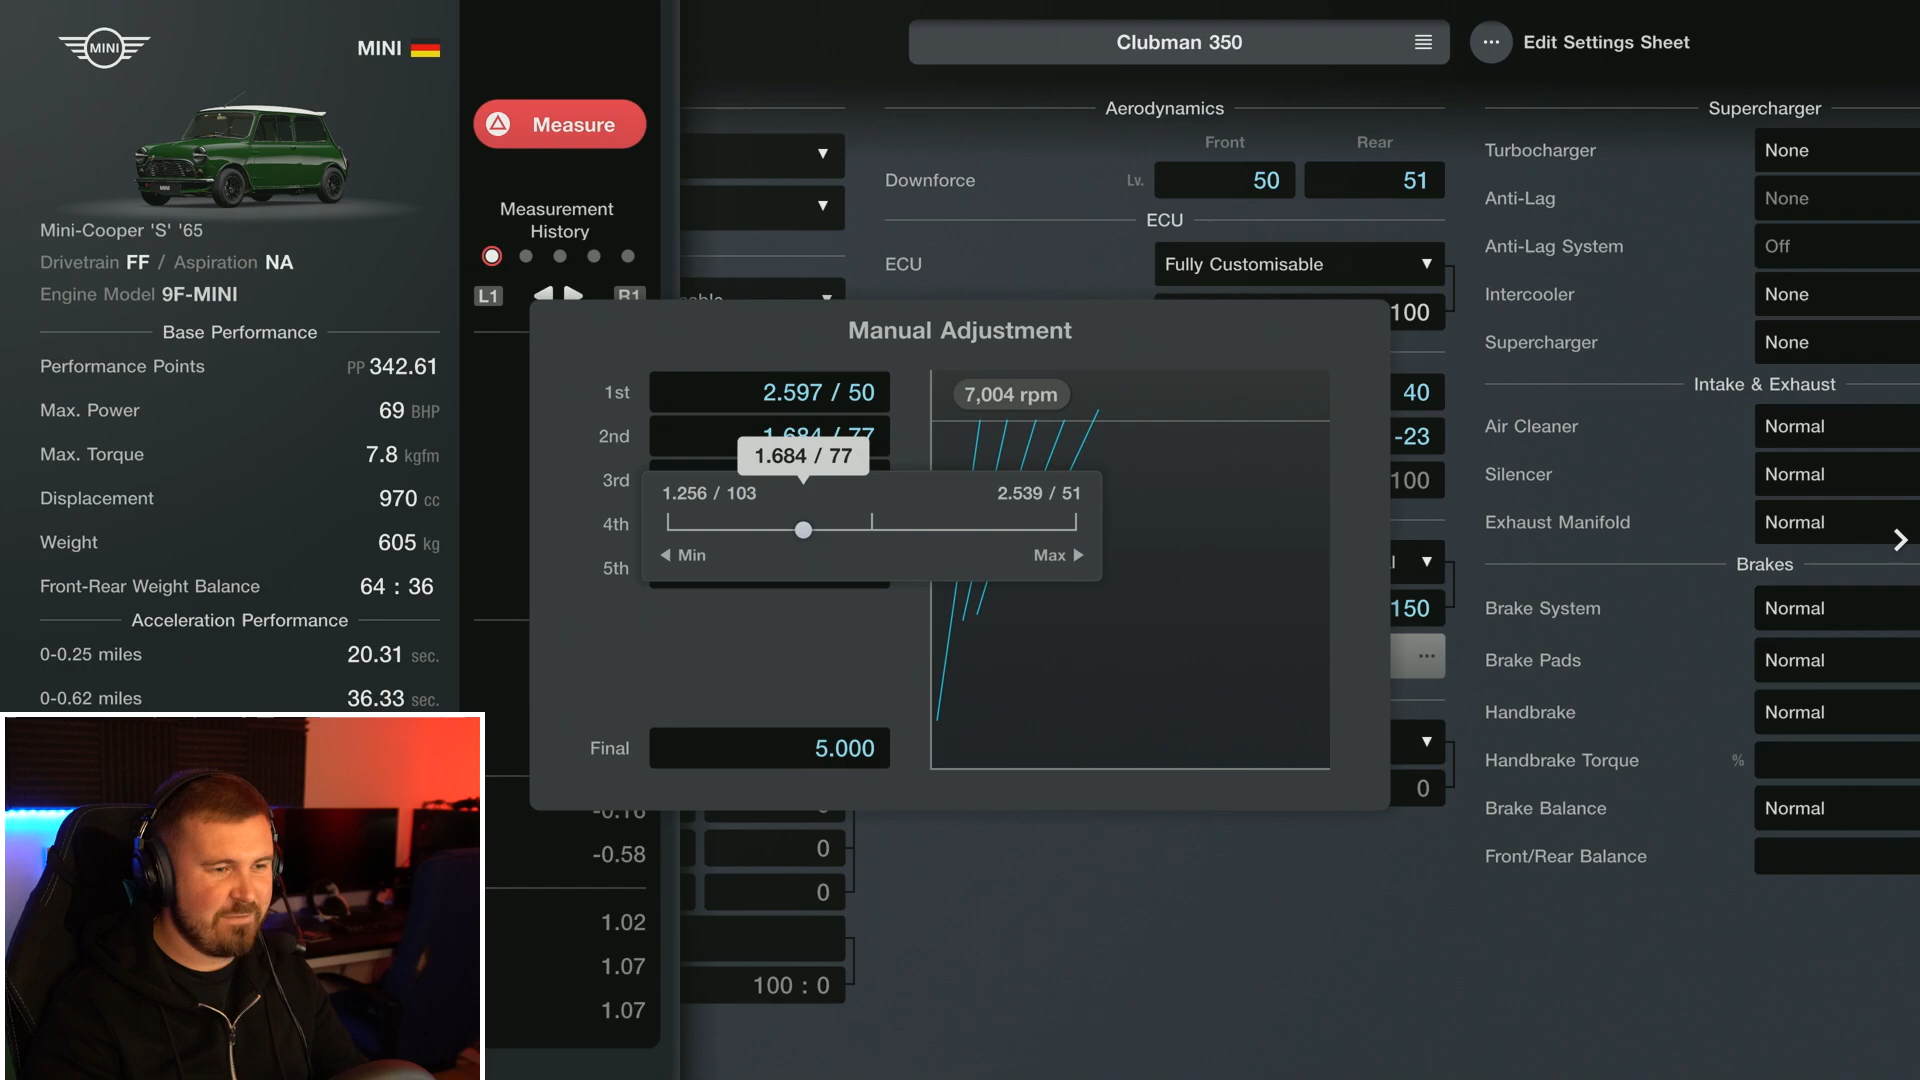 MINI
MINI
Mini-Cooper 'S' '65
Drivetrain FF / Aspiration NA
Engine Model 9F-MINI
Base Performance
Performance Points PP 342.61
Max. Power 69 BHP
Max. Torque 7.8 kgfm
Displacement 970 cc
Weight 605 kg
Front-Rear Weight Balance 64 : 36
Acceleration Performance
0-0.25 miles 20.31 sec.
0-0.62 miles 36.33 sec.
Measure
Measurement
History
L1 R1
-0.58
1.02
1.07
1.07
Clubman 350
Edit Settings Sheet
Aerodynamics
Front Rear
Downforce Lv. 50 51
ECU
ECU Fully Customisable
100
40
-23
100
150
0
Manual Adjustment
1st 2.597 / 50
2nd 1.684 / 77
1.684 / 77
3rd
1.256 / 103 2.539 / 51
4th
Min Max
5th
Final 5.000
7,004 rpm
0
0
100 : 0
Supercharger
Turbocharger None
Anti-Lag None
Anti-Lag System Off
Intercooler None
Supercharger None
Intake & Exhaust
Air Cleaner Normal
Silencer Normal
Exhaust Manifold Normal
Brakes
Brake System Normal
Brake Pads Normal
Handbrake Normal
Handbrake Torque %
Brake Balance Normal
Front/Rear Balance